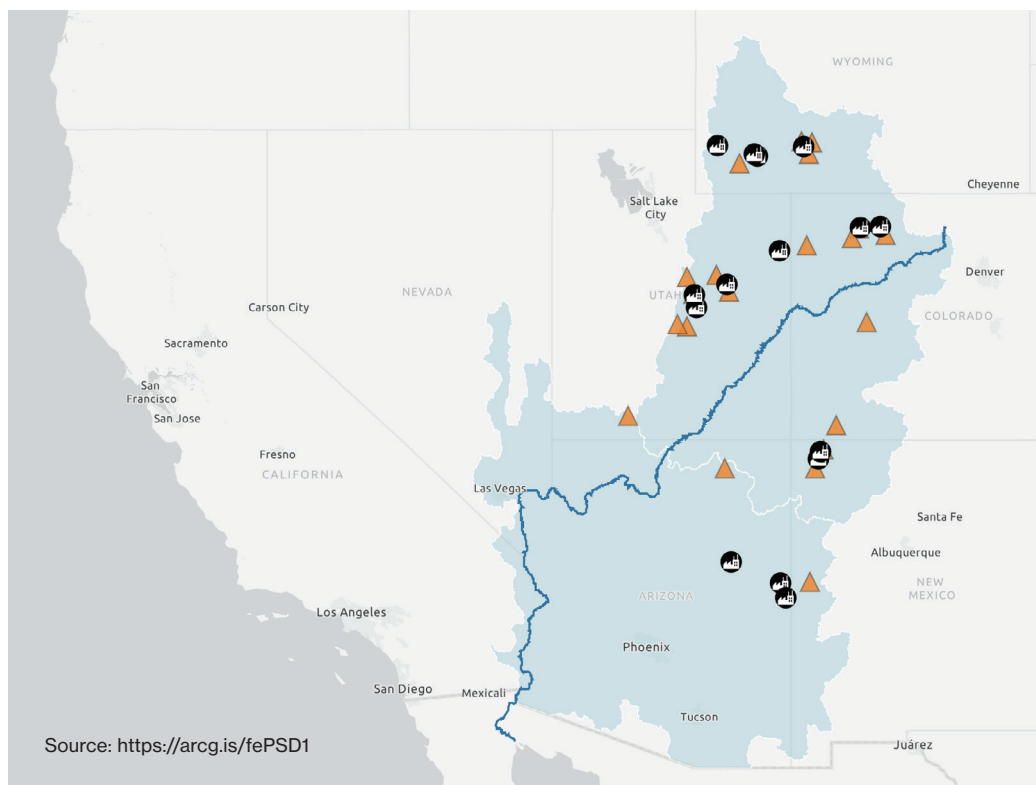 WYOMING
Cheyenne
Salt Lake
City
Denver
NEVADA
UTAH
COLORADO
Carson City
Sacramento
San
Francisco
San Jose
Fresno
CALIFORNIA
Las Vegas
Santa Fe
Albuquerque
NEW
MEXICO
ARIZONA
Los Angeles
Phoenix
San Diego
Mexicali
Tucson
Juárez
Source: https://arcg.is/fePSD1